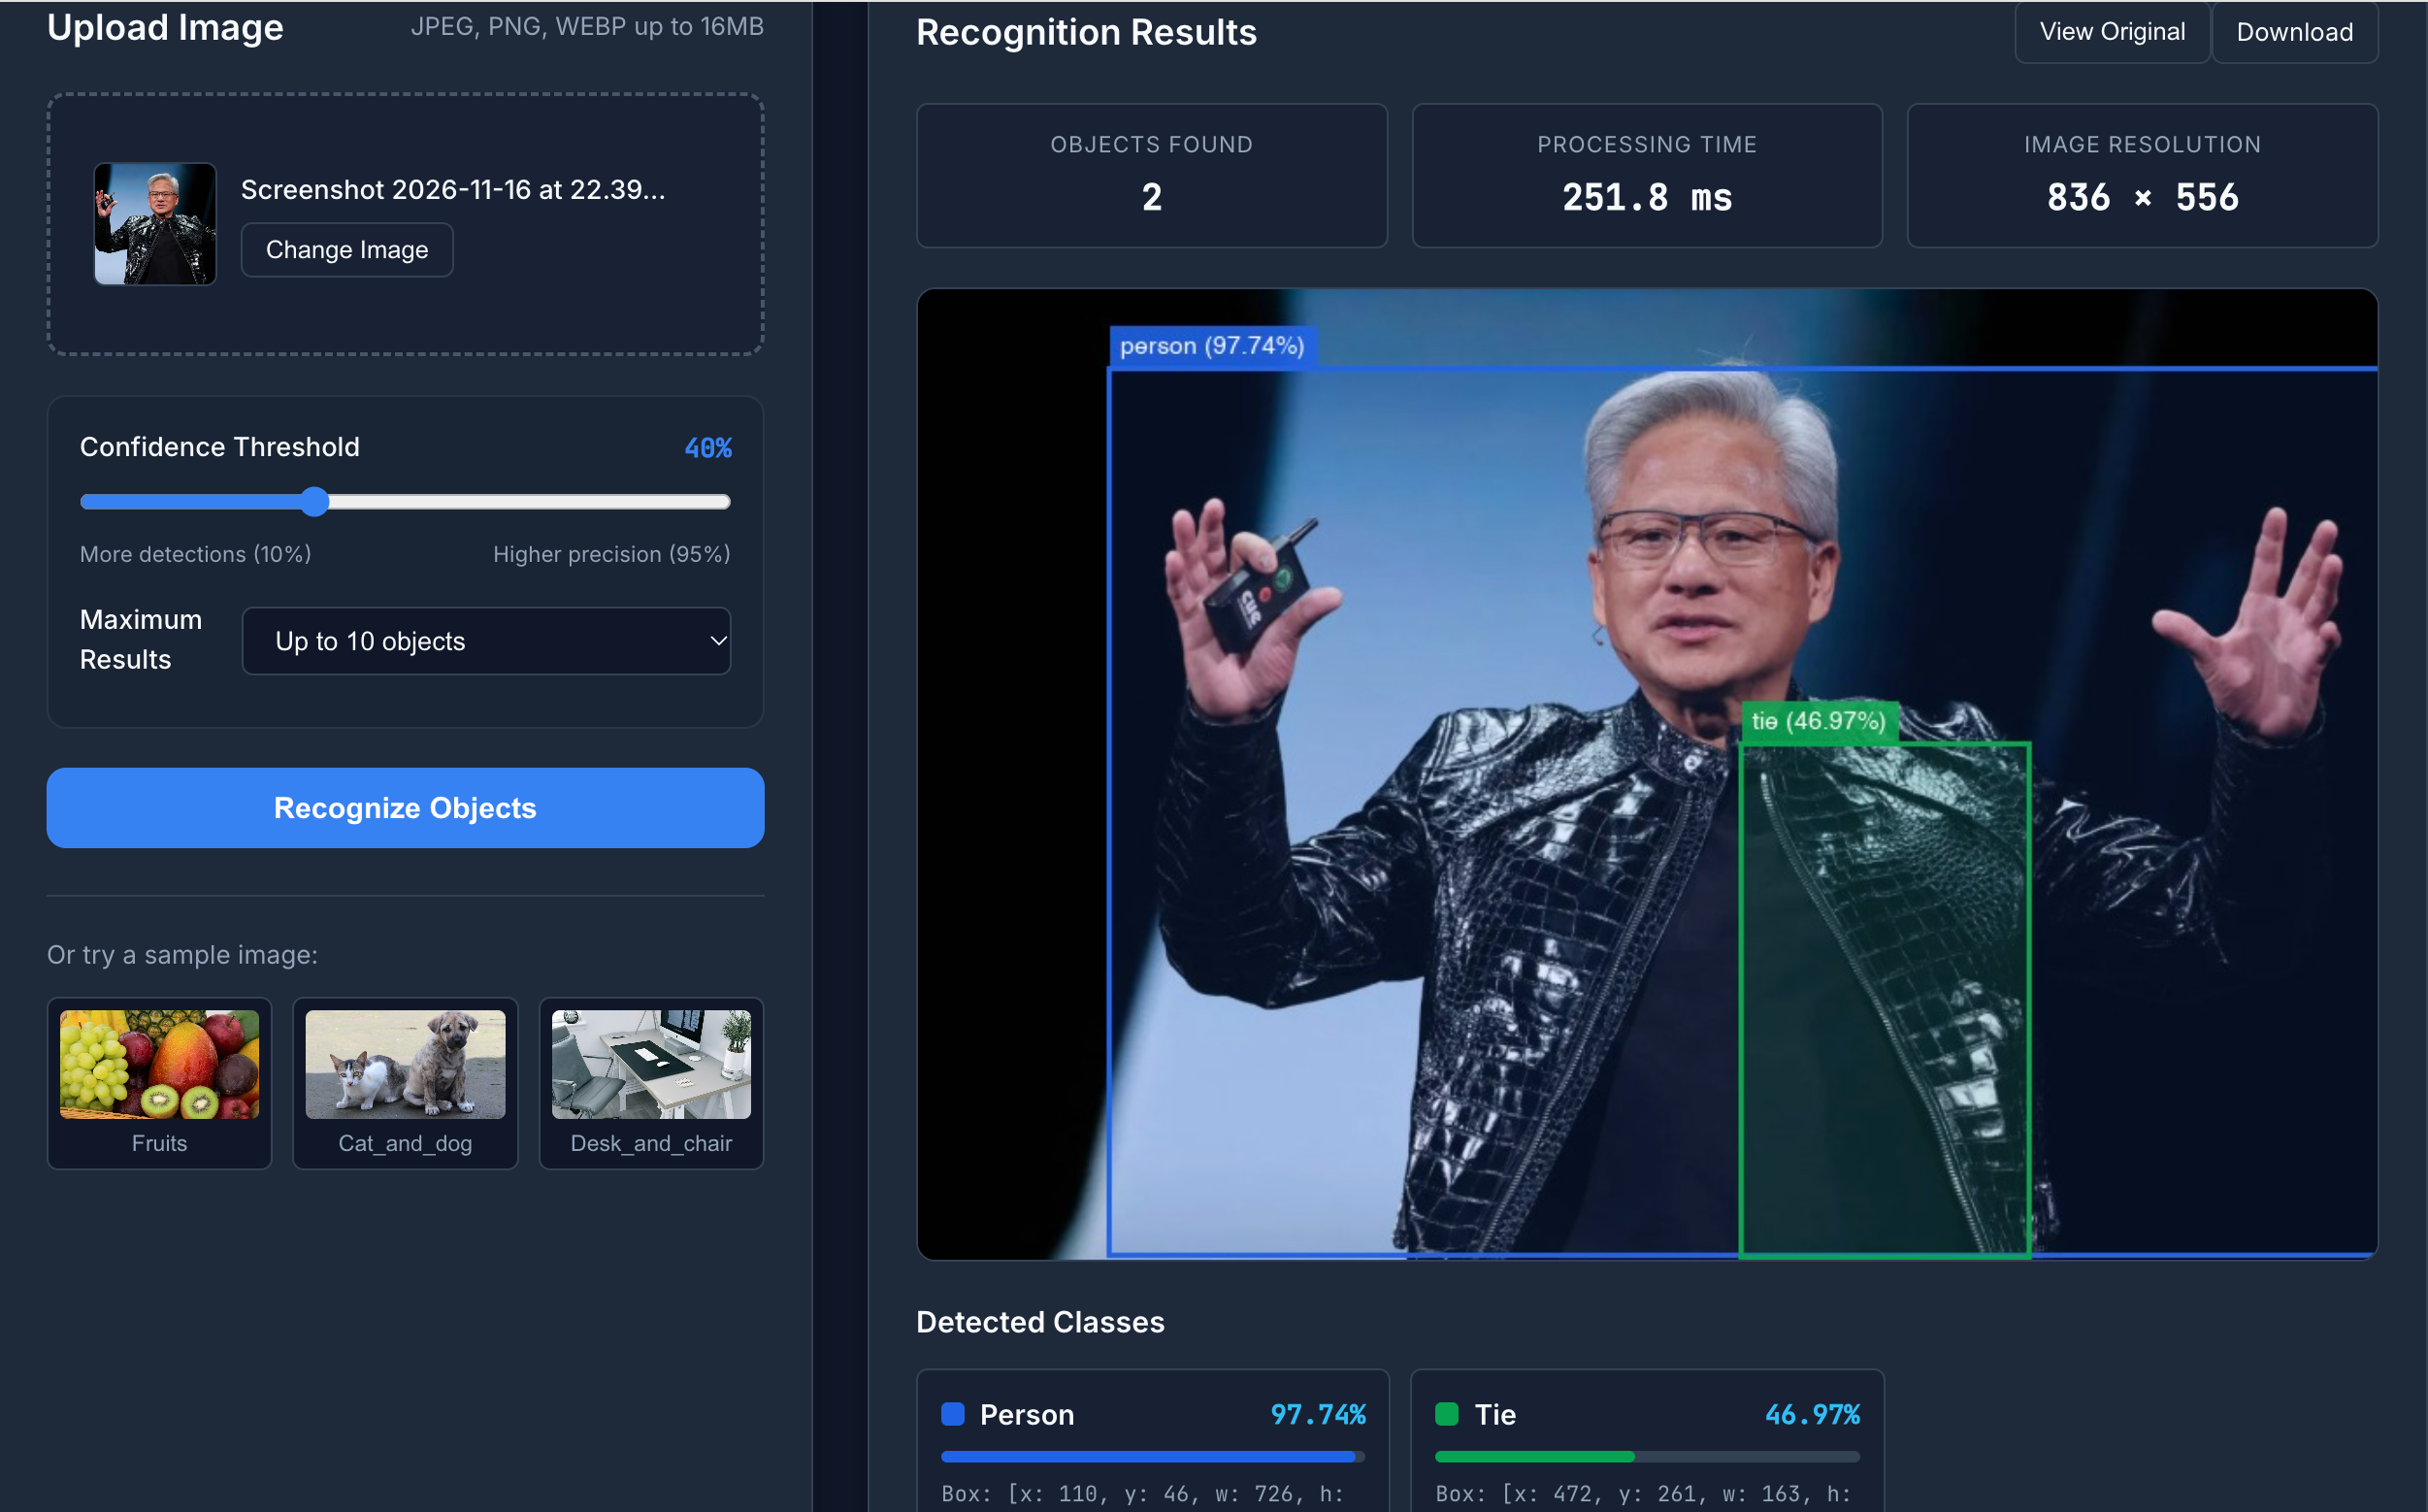 Upload Image
JPEG, PNG, WEBP up to 16MB
Screenshot 2026-11-16 at 22.39...
Change Image
Confidence Threshold
40%
More detections (10%)
Higher precision (95%)
Maximum
Results
Up to 10 objects
Recognize Objects
Or try a sample image:
Fruits
Cat_and_dog
Desk_and_chair
Recognition Results
View Original
Download
OBJECTS FOUND
2
PROCESSING TIME
251.8 ms
IMAGE RESOLUTION
836 × 556
person (97.74%)
cue
tie (46.97%)
Detected Classes
Person
97.74%
Box: [x: 110, y: 46, w: 726, h:
Tie
46.97%
Box: [x: 472, y: 261, w: 163, h: